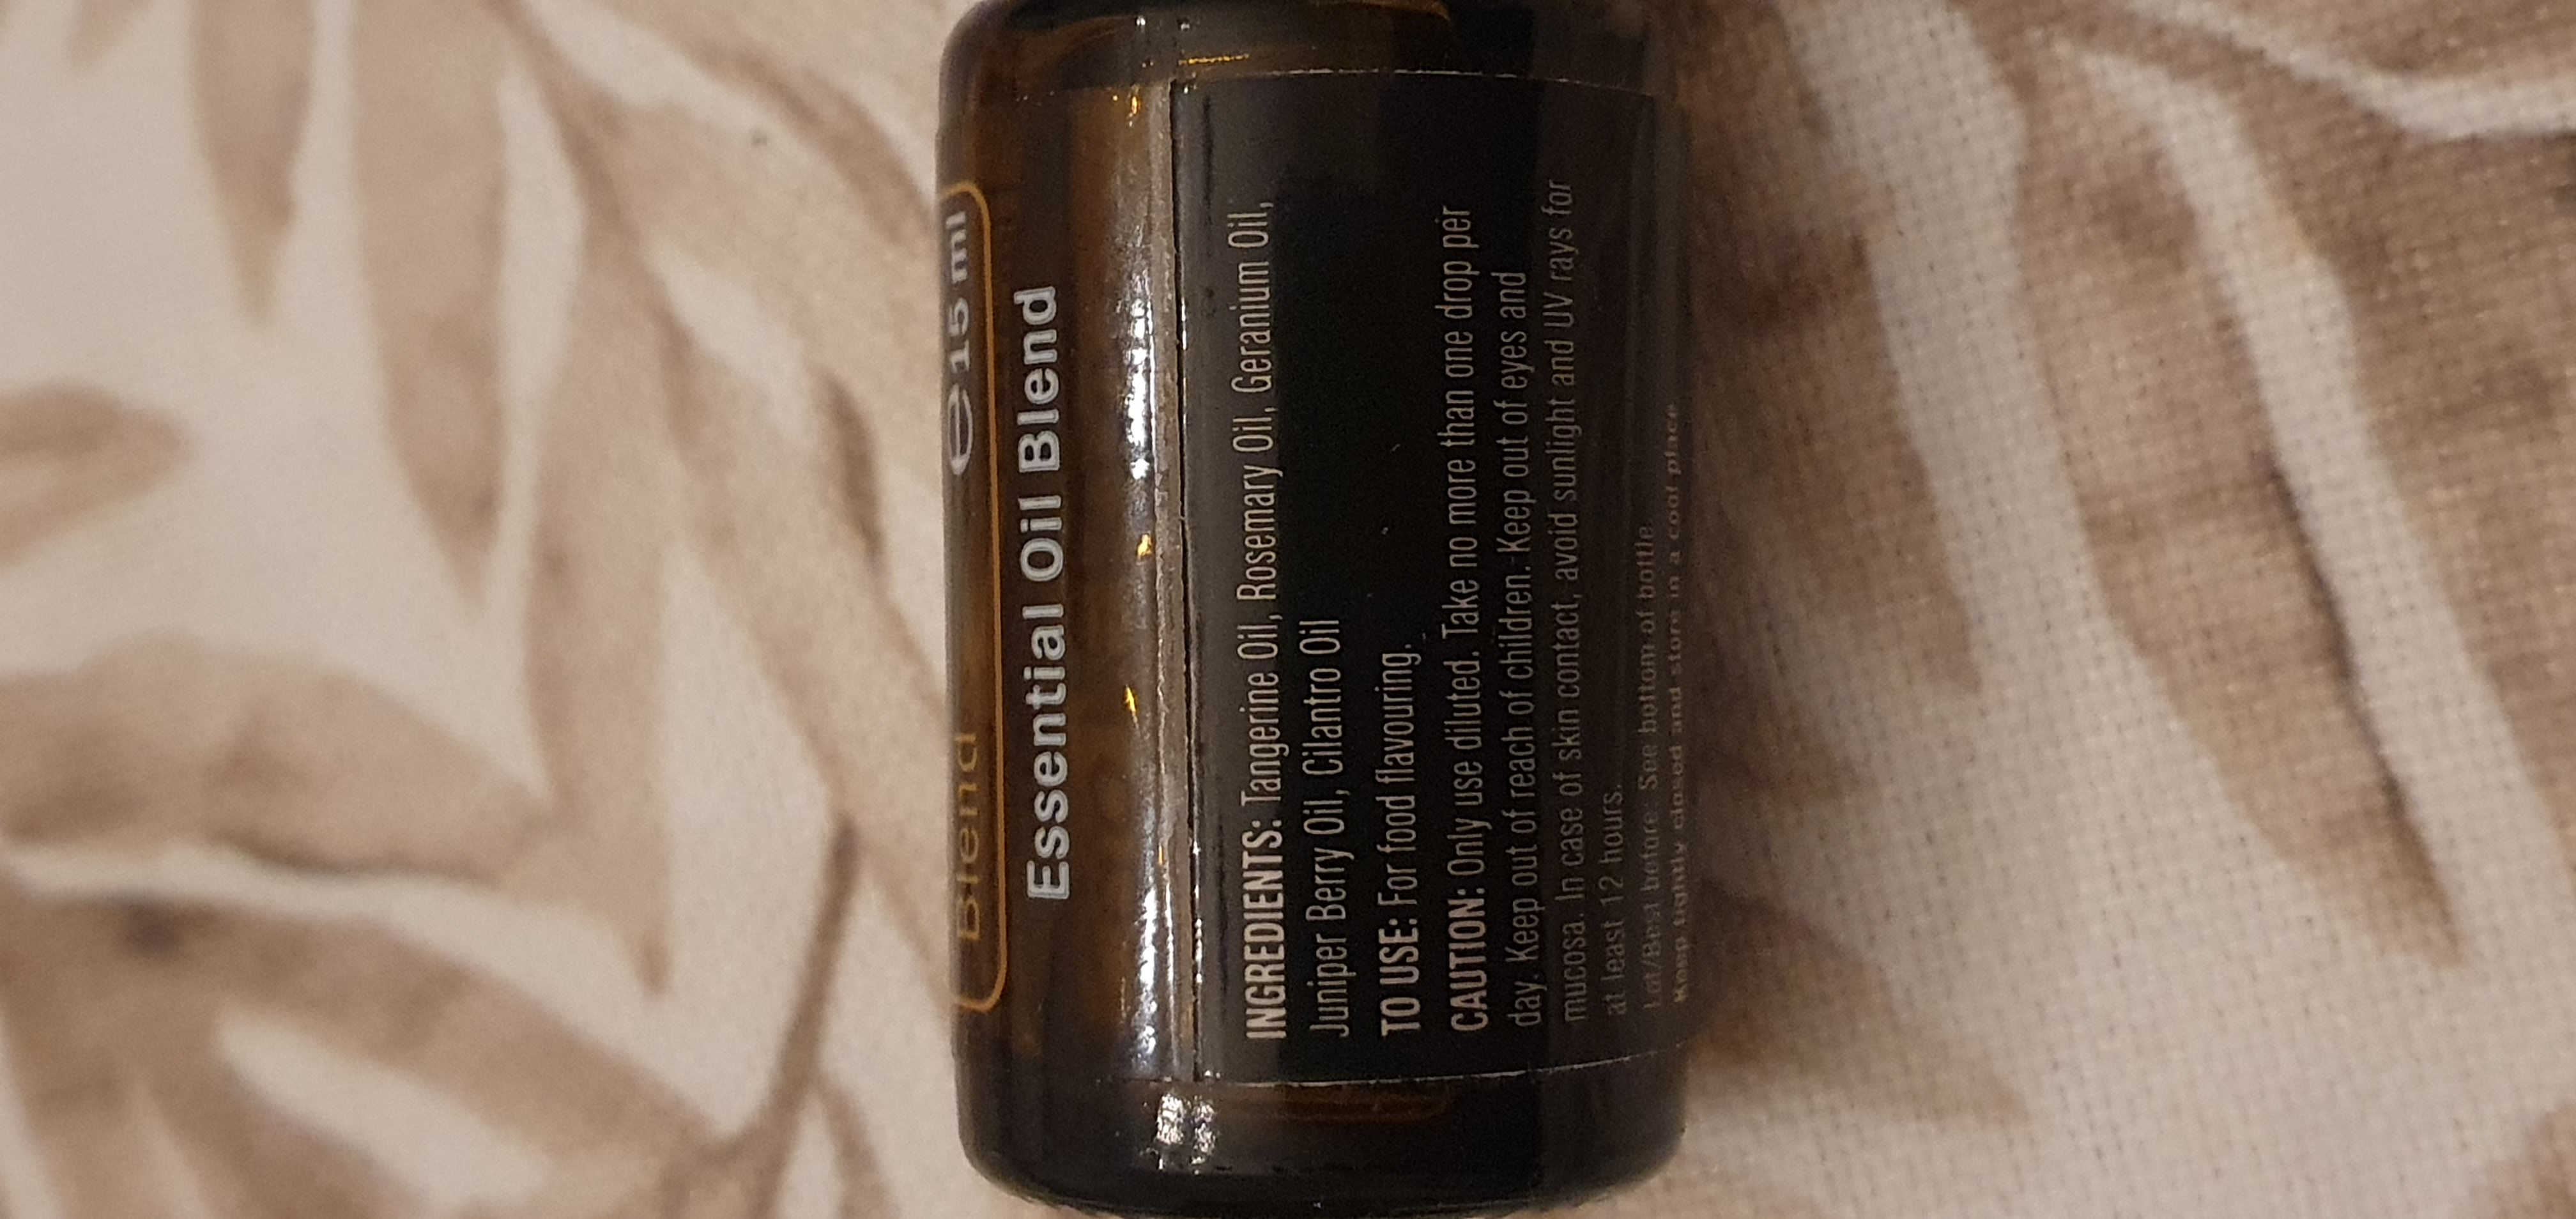 Blend ℮15 ml
Essential Oil Blend
INGREDIENTS: Tangerine Oil, Rosemary Oil, Geranium Oil,
Juniper Berry Oil, Cilantro Oil
TO USE: For food flavouring.
CAUTION: Only use diluted. Take no more than one drop per
day. Keep out of reach of children. Keep out of eyes and
mucosa. In case of skin contact, avoid sunlight and UV rays for
at least 12 hours.
Lot/Best before: See bottom of bottle.
Keep tightly closed and store in a cool place